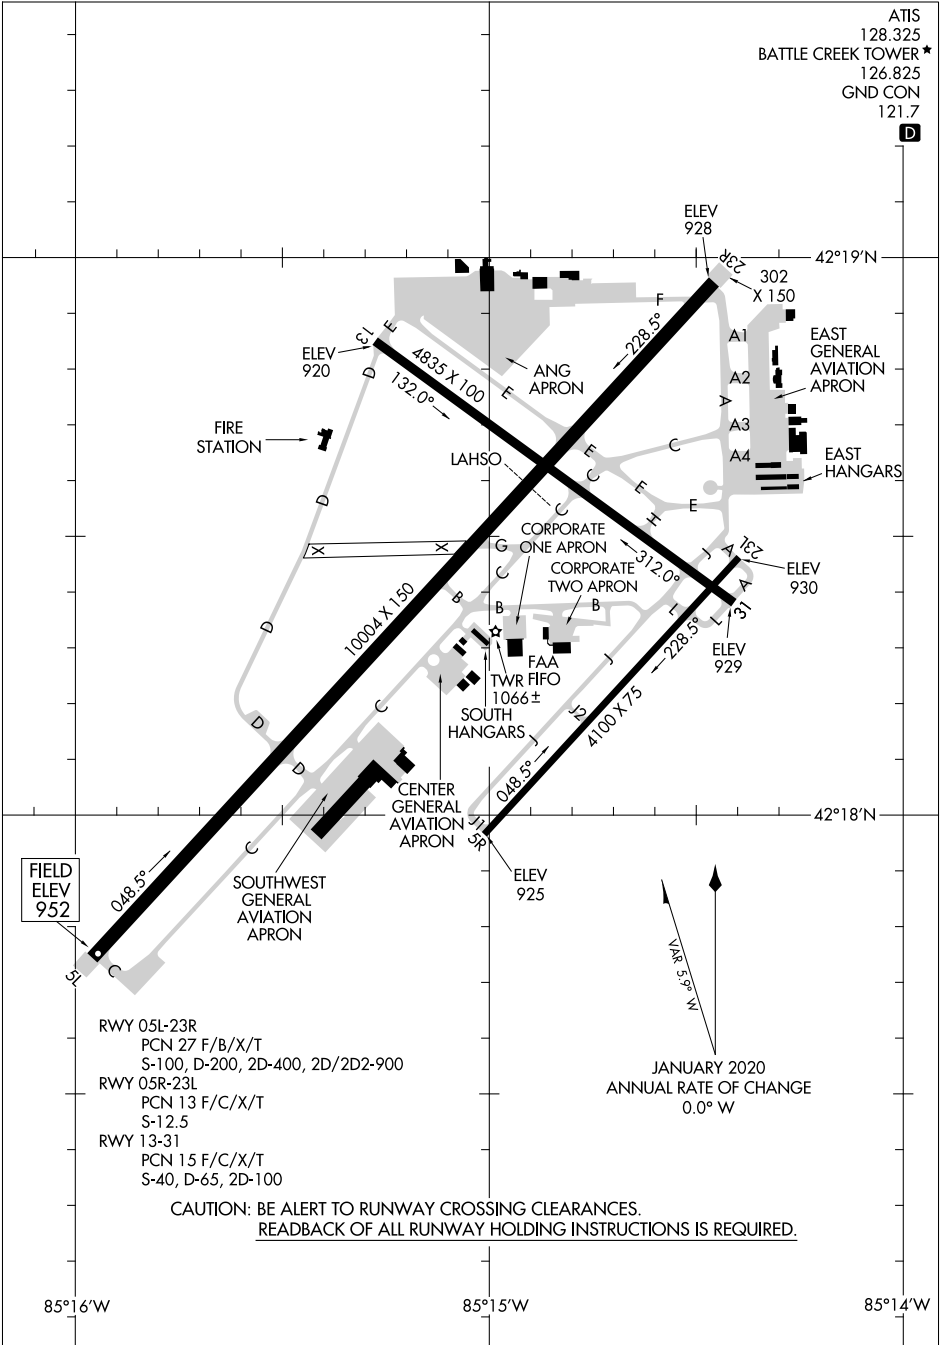 ATIS
128.325
BATTLE CREEK TOWER ★
126.825
GND CON
121.7
D
ELEV
928
42°19'N
23R
302
X 150
F
228.5°
A1
EAST
GENERAL
AVIATION
APRON
13
E
ELEV
920
4835 X 100
132.0°
ANG
APRON
D
E
A2
A
FIRE
STATION
A3
LAHSO
E
C
C
A4
EAST
HANGARS
D
E
E
C
H
X
X
G
CORPORATE
ONE APRON
J
A
23L
312.0°
C
CORPORATE
TWO APRON
ELEV
930
A
B
B
B
L
L
31
10004 X 150
D
228.5°
ELEV
929
TWR
1066±
FAA
FIFO
J
SOUTH
HANGARS
C
J2
4100 X 75
D
J
D
048.5°
CENTER
GENERAL
AVIATION
APRON
J1
5R
42°18'N
C
ELEV
925
FIELD
ELEV
952
048.5°
SOUTHWEST
GENERAL
AVIATION
APRON
5L
C
VAR 5.9° W
RWY 05L-23R
PCN 27 F/B/X/T
S-100, D-200, 2D-400, 2D/2D2-900
RWY 05R-23L
PCN 13 F/C/X/T
S-12.5
RWY 13-31
PCN 15 F/C/X/T
S-40, D-65, 2D-100
JANUARY 2020
ANNUAL RATE OF CHANGE
0.0° W
CAUTION: BE ALERT TO RUNWAY CROSSING CLEARANCES.
READBACK OF ALL RUNWAY HOLDING INSTRUCTIONS IS REQUIRED.
85°16'W
85°15'W
85°14'W